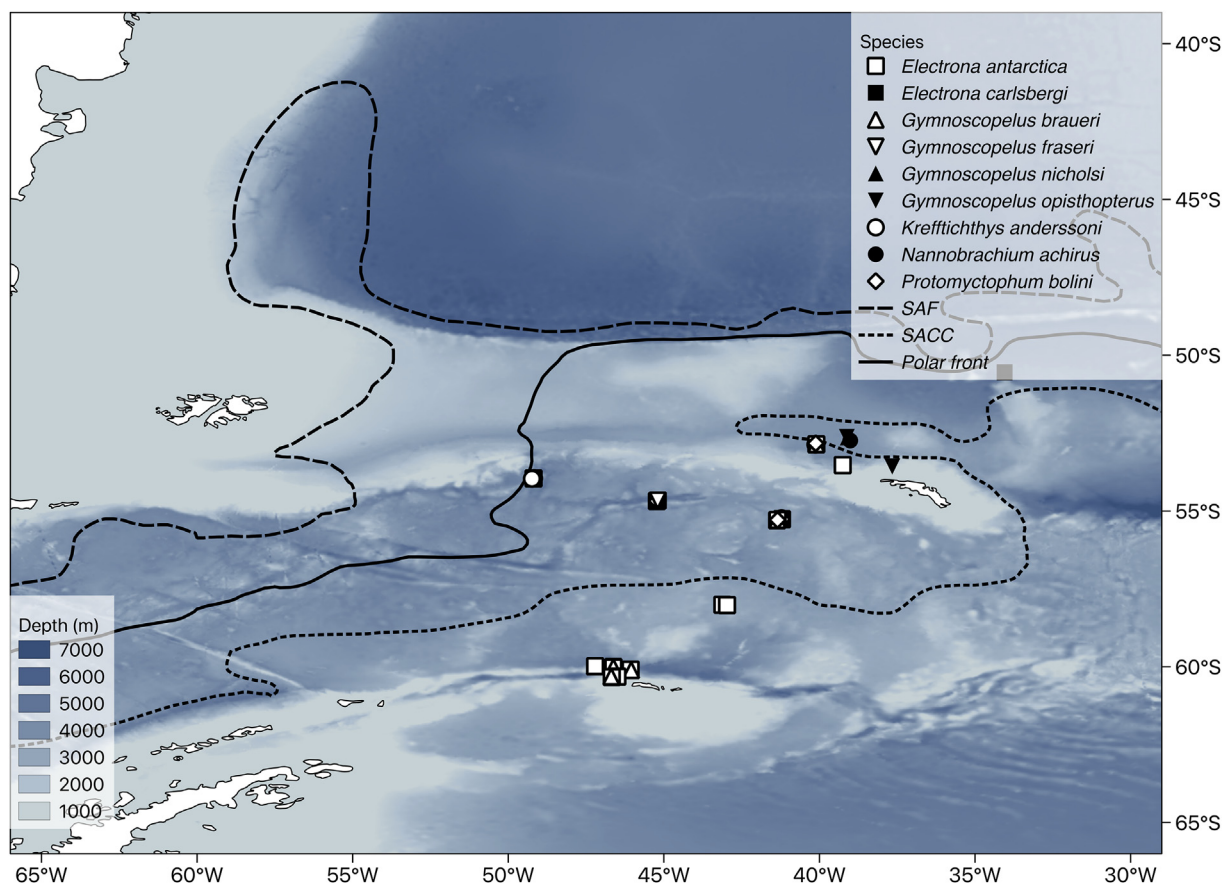 Species
Electrona antarctica
Electrona carlsbergi
Gymnoscopelus braueri
Gymnoscopelus fraseri
Gymnoscopelus nicholsi
Gymnoscopelus opisthopterus
Krefftichthys anderssoni
Nannobrachium achirus
Protomyctophum bolini
SAF
SACC
Polar front
40°S
45°S
50°S
55°S
60°S
65°S
Depth (m)
7000
6000
5000
4000
3000
2000
1000
65°W 60°W 55°W 50°W 45°W 40°W 35°W 30°W